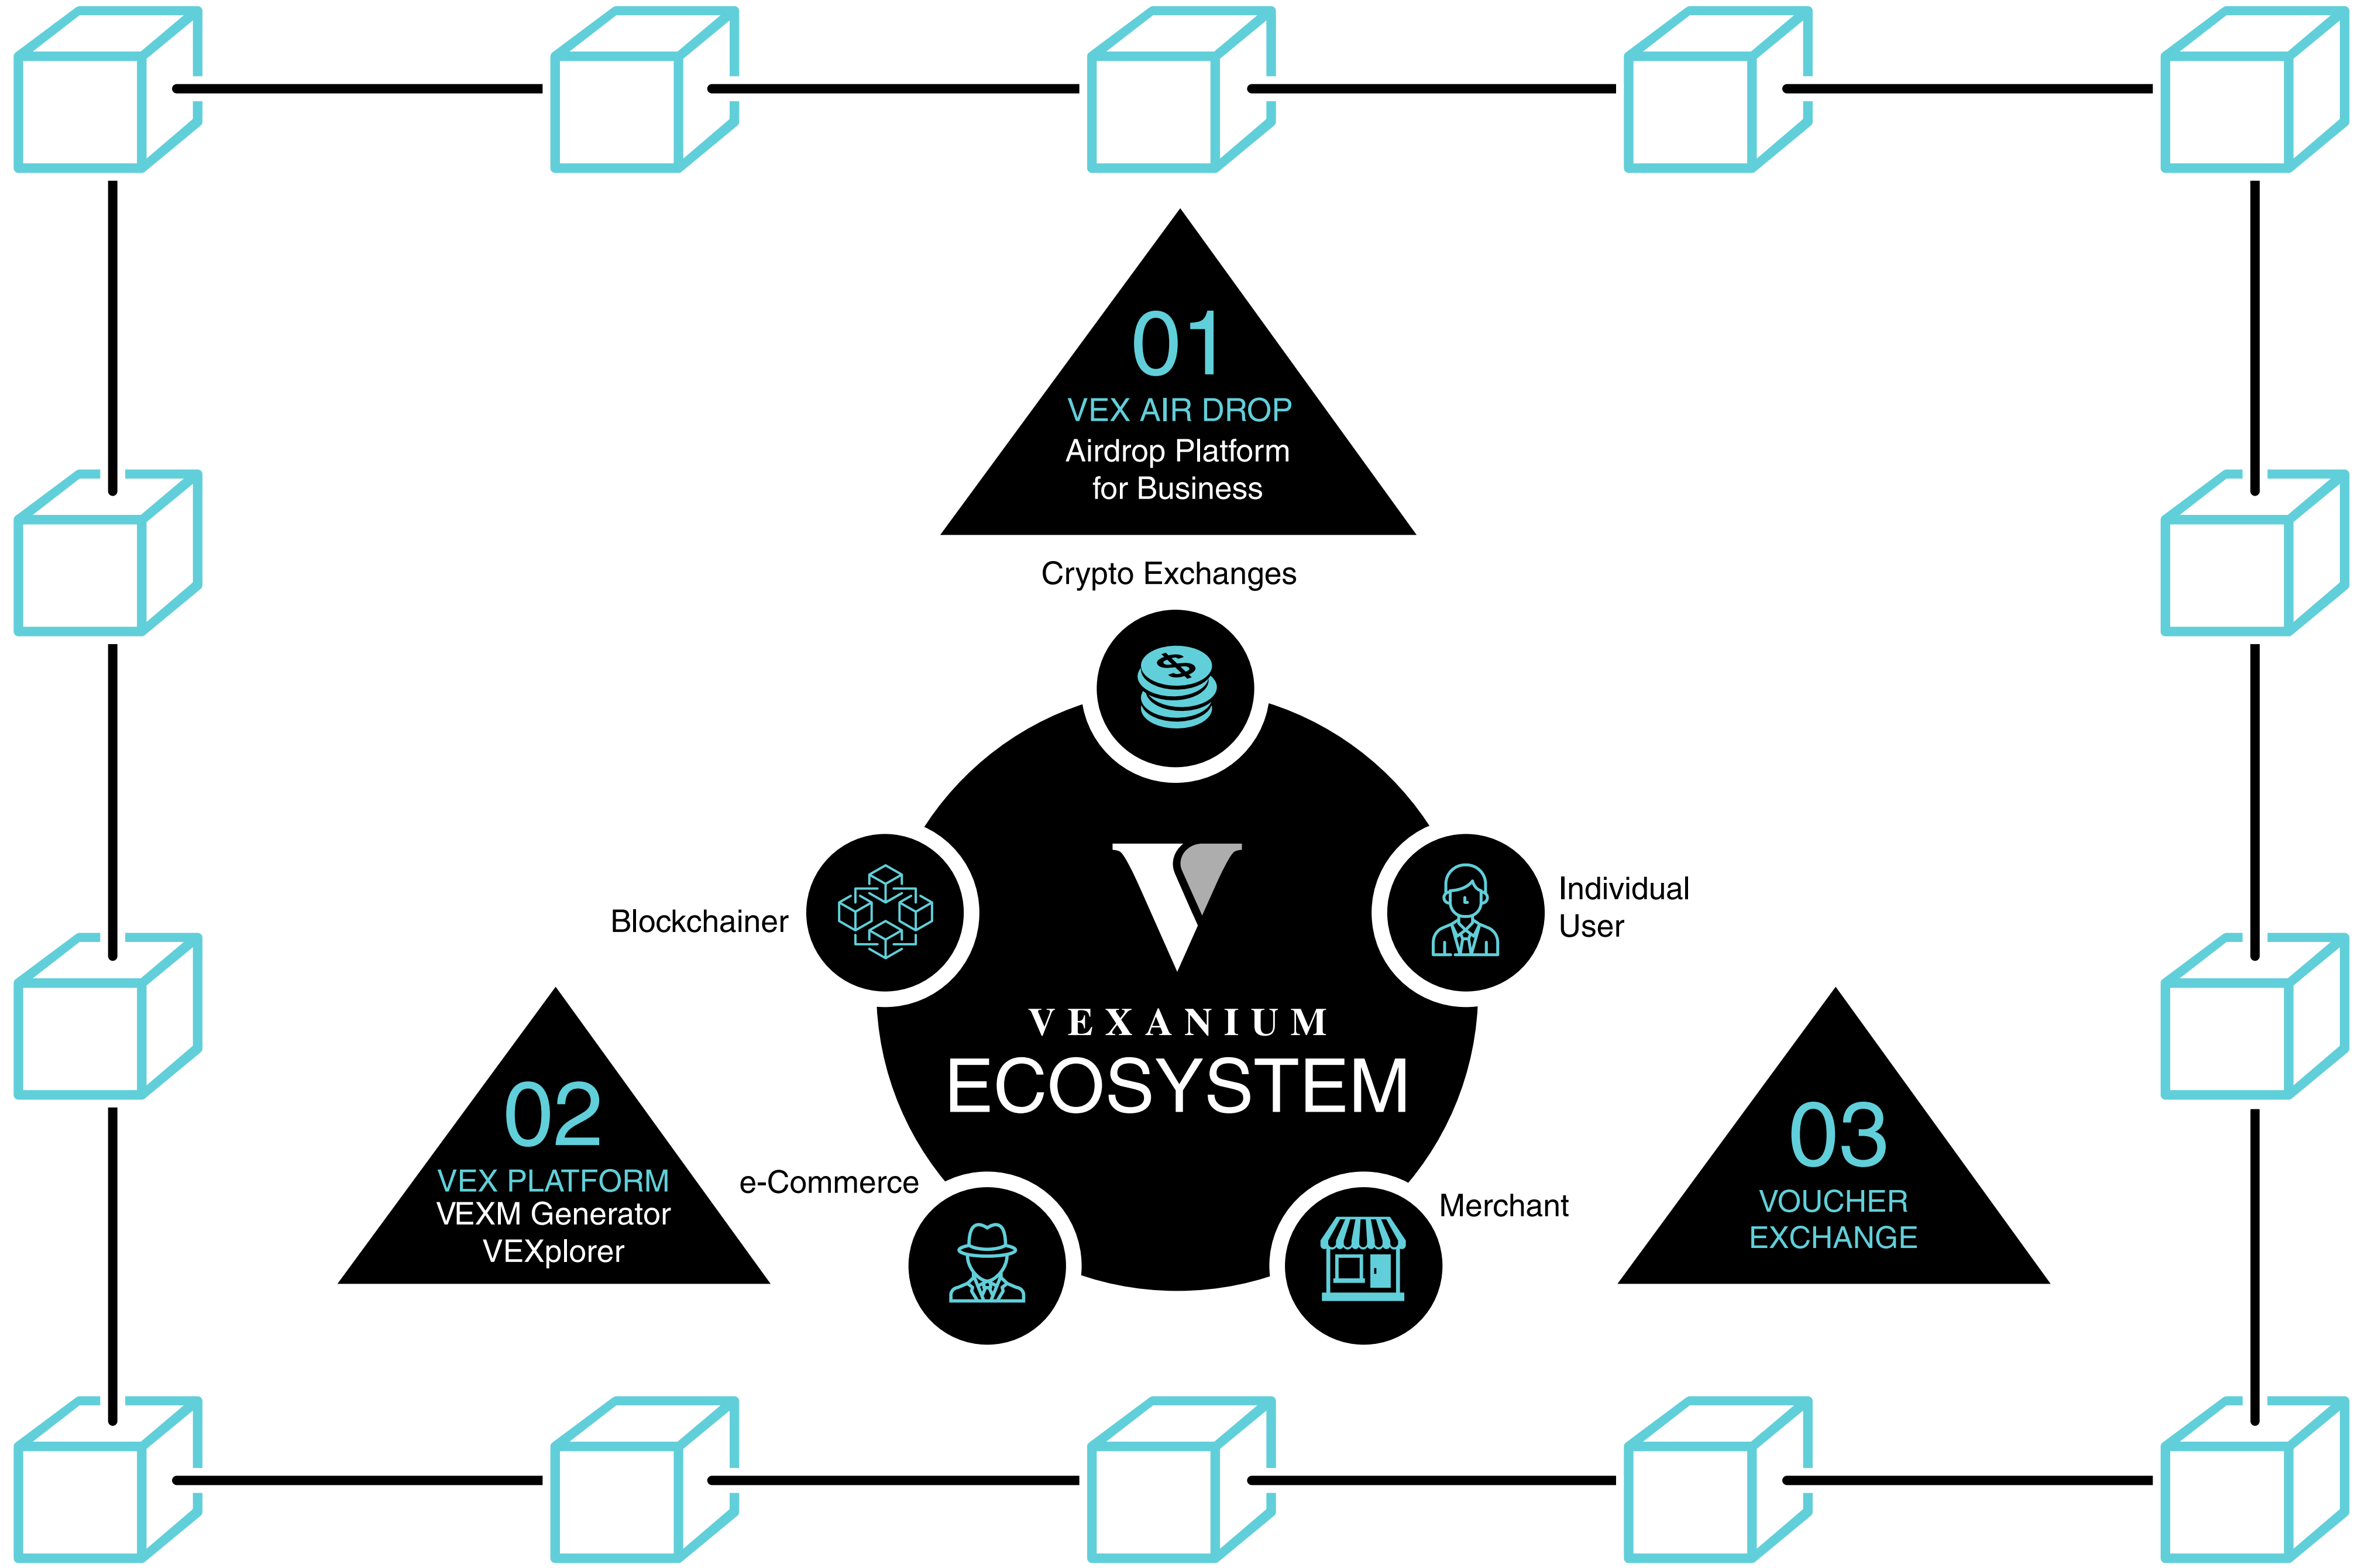 01
VEX AIR DROP
Airdrop Platform
for Business
Crypto Exchanges
Individual
User
Blockchainer
VEXANIUM
ECOSYSTEM
02
VEX PLATFORM
VEXM Generator
VEXplorer
e-Commerce
Merchant
03
VOUCHER
EXCHANGE